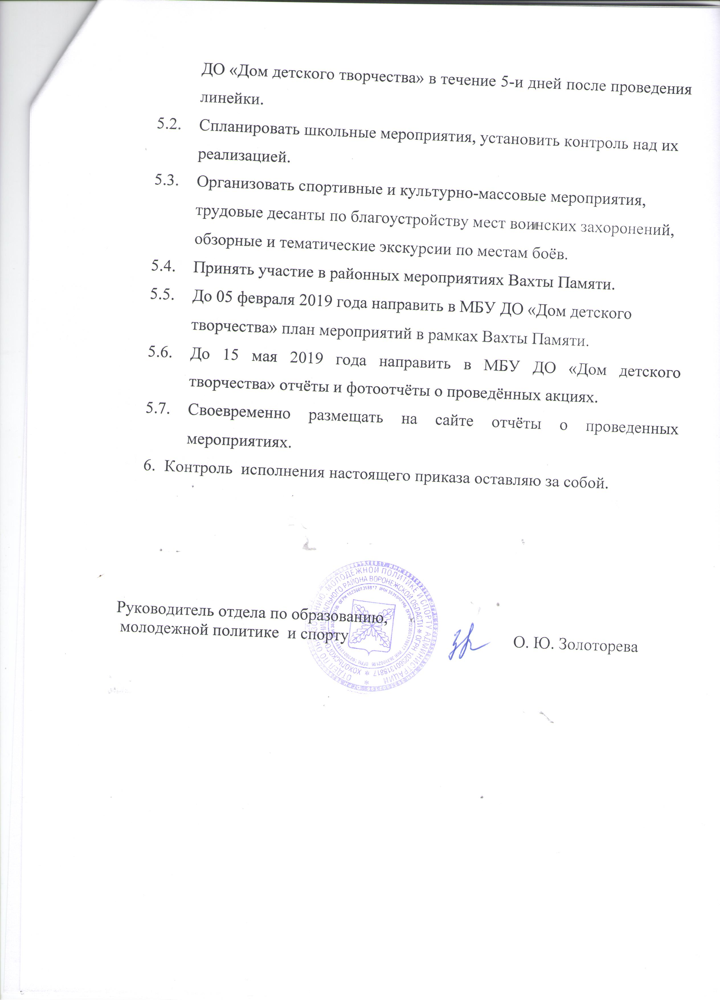 ДО «Дом детского творчества» в течение 5-и дней после проведения
линейки.
5.2. Спланировать школьные мероприятия, установить контроль над их
реализацией.
5.3. Организовать спортивные и культурно-массовые мероприятия,
трудовые десанты по благоустройству мест воинских захоронений,
обзорные и тематические экскурсии по местам боёв.
5.4. Принять участие в районных мероприятиях Вахты Памяти.
5.5. До 05 февраля 2019 года направить в МБУ ДО «Дом детского
творчества» план мероприятий в рамках Вахты Памяти.
5.6. До 15 мая 2019 года направить в МБУ ДО «Дом детского
творчества» отчёты и фотоотчёты о проведённых акциях.
5.7. Своевременно размещать на сайте отчёты о проведенных
мероприятиях.
6. Контроль исполнения настоящего приказа оставляю за собой.
Руководитель отдела по образованию,
молодежной политике и спорту
О. Ю. Золоторева
ОТДЕЛ ПО ОБРАЗОВАНИЮ, МОЛОДЕЖНОЙ ПОЛИТИКЕ И СПОРТУ АДМИНИСТРАЦИИ *
ХОХОЛЬСКОГО МУНИЦИПАЛЬНОГО РАЙОНА ВОРОНЕЖСКОЙ ОБЛАСТИ * ОГРН 1023601318817 *
ОГРН 1023601318817 ИНН 3631002196